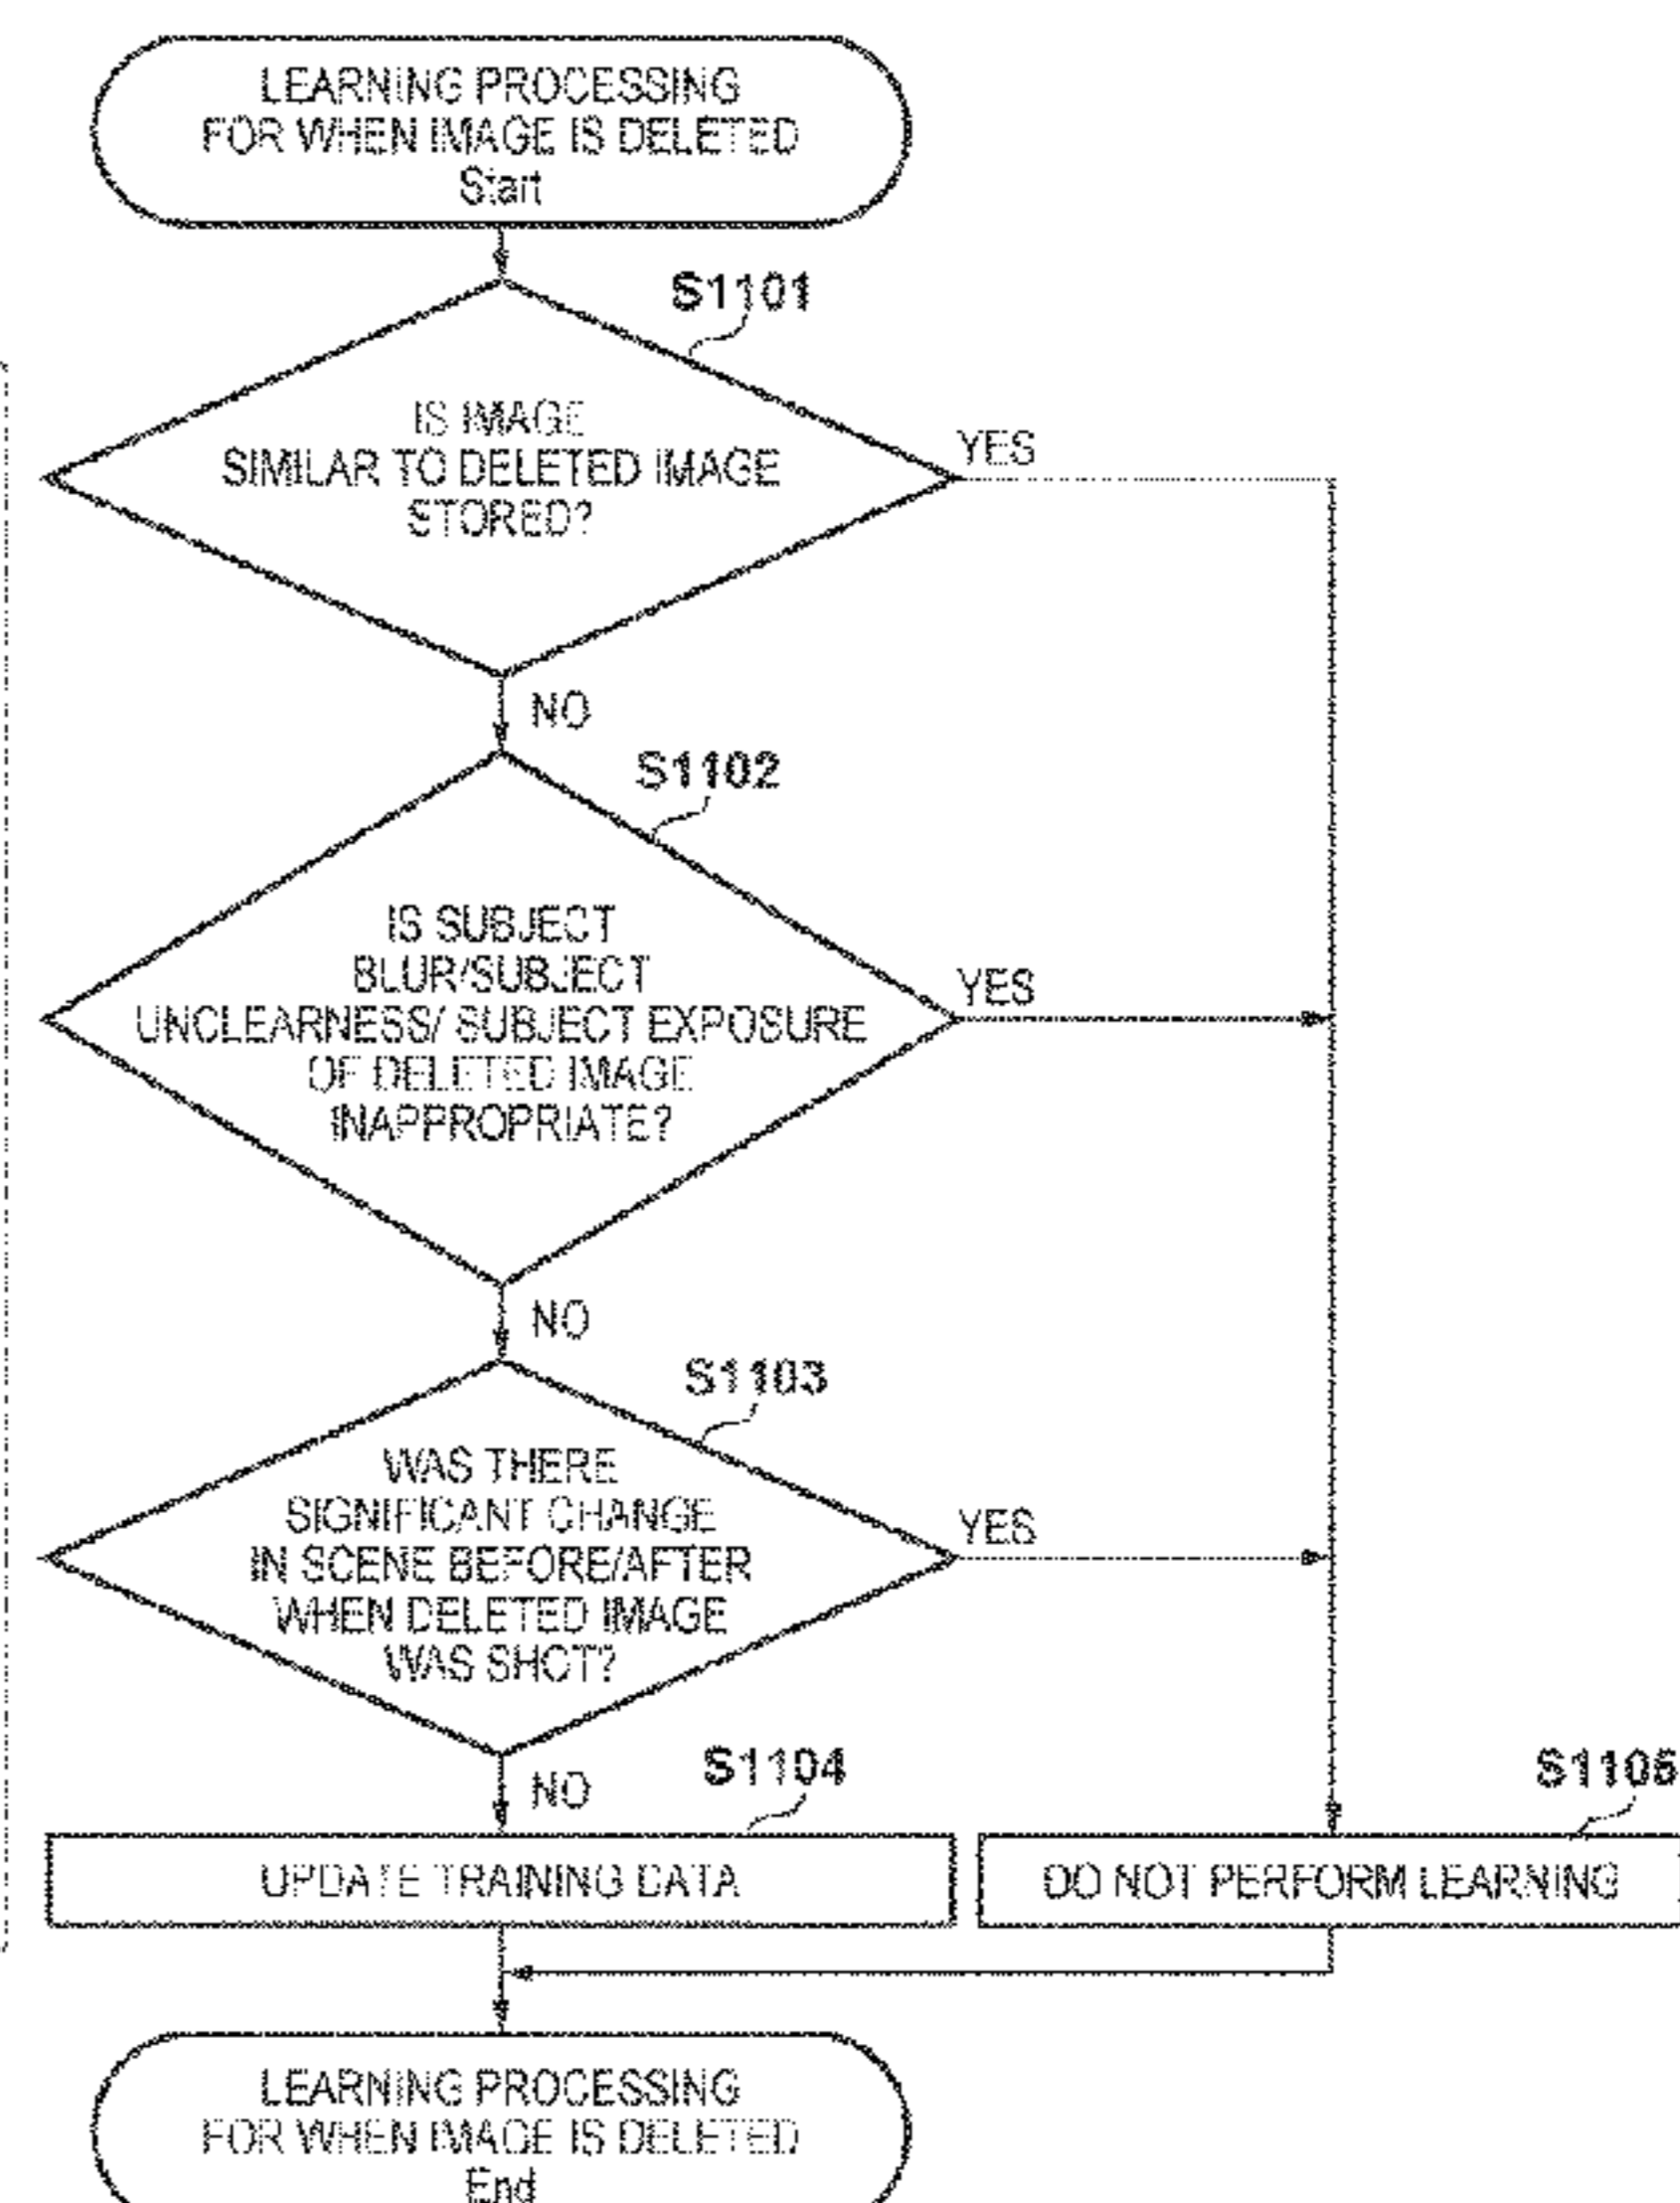 LEARNING PROCESSING
FOR WHEN IMAGE IS DELETED
Start
S1101
IS IMAGE
SIMILAR TO DELETED IMAGE
STORED?
YES
NO
S1102
IS SUBJECT
BLUR/SUBJECT
UNCLEARNESS/ SUBJECT EXPOSURE
OF DELETED IMAGE
INAPPROPRIATE?
YES
NO
S1103
WAS THERE
SIGNIFICANT CHANGE
IN SCENE BEFORE/AFTER
WHEN DELETED IMAGE
WAS SHOT?
YES
NO
S1104
UPDATE TRAINING DATA
S1105
DO NOT PERFORM LEARNING
LEARNING PROCESSING
FOR WHEN IMAGE IS DELETED
End